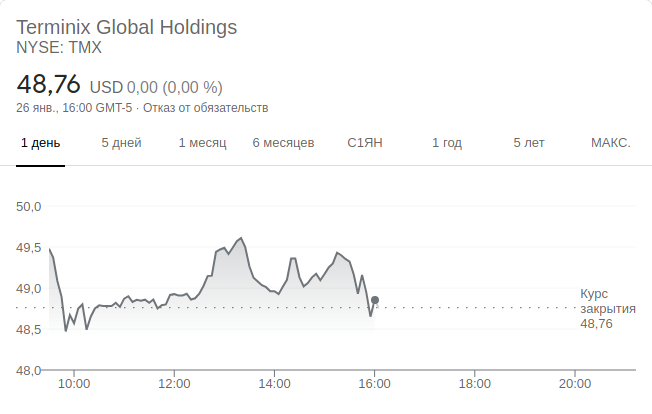 Terminix Global Holdings
NYSE: TMX
48,76 USD 0,00 (0,00 %)
26 янв., 16:00 GMT-5 · Отказ от обязательств
1 день 5 дней 1 месяц 6 месяцев С1ЯН 1 год 5 лет МАКС.
50,0
49,5
49,0
48,5
48,0
Курс
закрытия
48,76
10:00 12:00 14:00 16:00 18:00 20:00